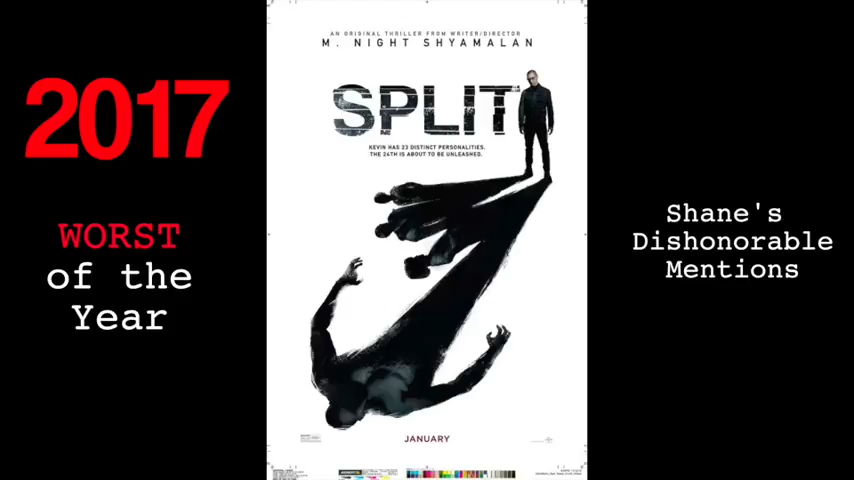 2017
WORST
of the
Year
AN ORIGINAL THRILLER FROM WRITER/DIRECTOR
M. NIGHT SHYAMALAN
SPLIT
KEVIN HAS 23 DISTINCT PERSONALITIES.
THE 24TH IS ABOUT TO BE UNLEASHED.
JANUARY
Shane's
Dishonorable
Mentions